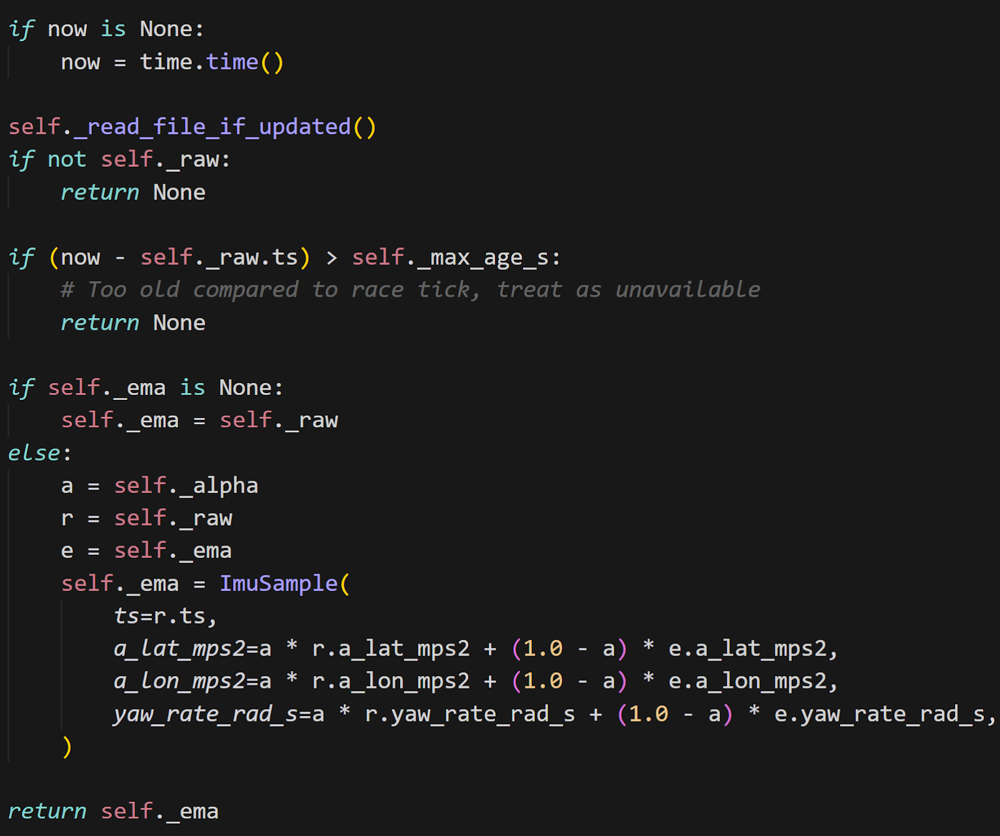 if now is None:
    now = time.time()

self._read_file_if_updated()
if not self._raw:
    return None

if (now - self._raw.ts) > self._max_age_s:
    # Too old compared to race tick, treat as unavailable
    return None

if self._ema is None:
    self._ema = self._raw
else:
    a = self._alpha
    r = self._raw
    e = self._ema
    self._ema = ImuSample(
        ts=r.ts,
        a_lat_mps2=a * r.a_lat_mps2 + (1.0 - a) * e.a_lat_mps2,
        a_lon_mps2=a * r.a_lon_mps2 + (1.0 - a) * e.a_lon_mps2,
        yaw_rate_rad_s=a * r.yaw_rate_rad_s + (1.0 - a) * e.yaw_rate_rad_s,
    )

return self._ema